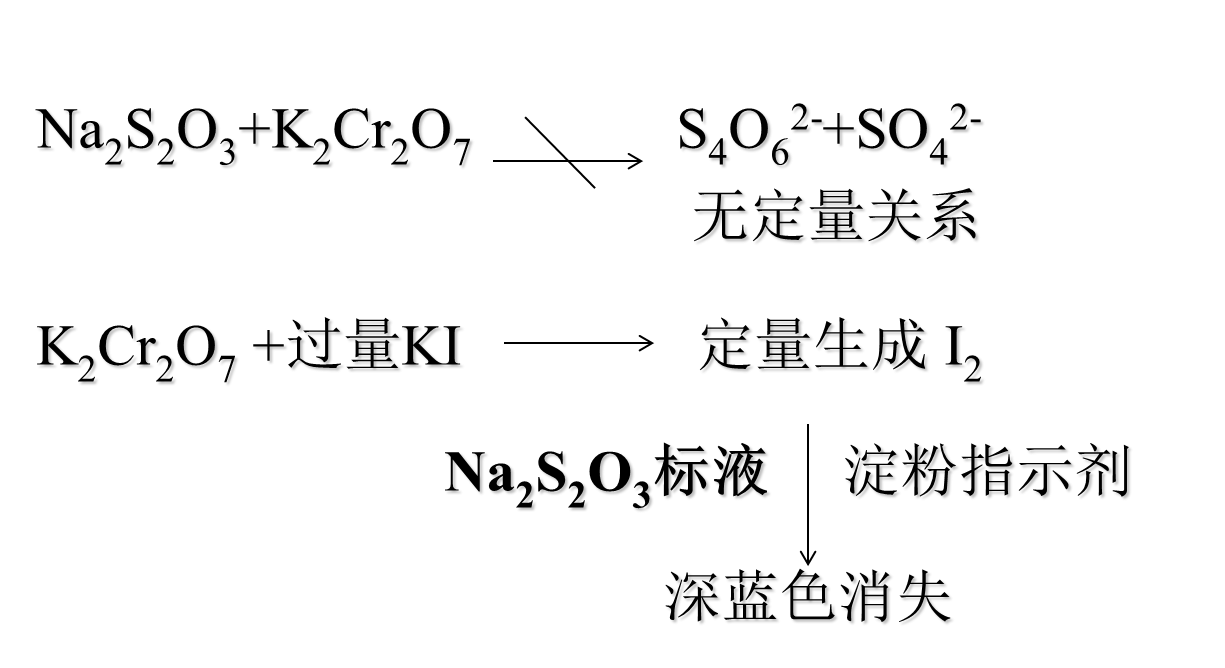 Na₂S₂O₃+K₂Cr₂O₇ S₄O₆²⁻+SO₄²⁻
无定量关系
K₂Cr₂O₇ +过量KI 定量生成 I₂
Na₂S₂O₃标液 淀粉指示剂
深蓝色消失